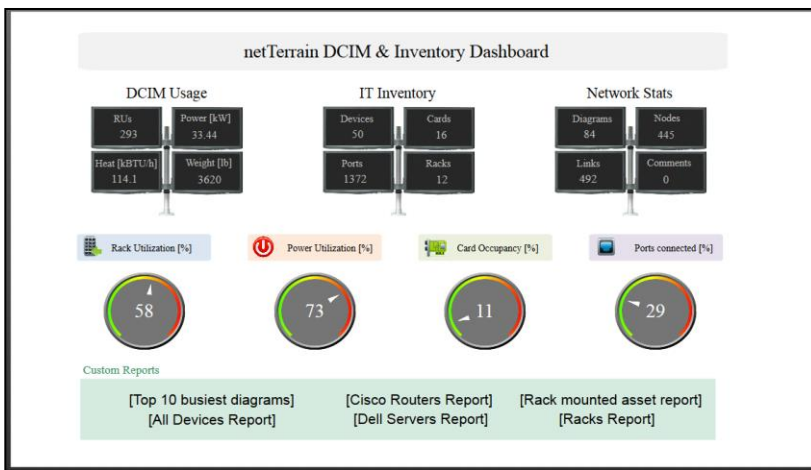 netTerrain DCIM & Inventory Dashboard
DCIM Usage
RUs
293
Power [kW]
33.44
Heat [kBTU/h]
114.1
Weight [lb]
3620
IT Inventory
Devices
50
Cards
16
Ports
1372
Racks
12
Network Stats
Diagrams
84
Nodes
445
Links
492
Comments
0
Rack Utilization [%]
58
Power Utilization [%]
73
Card Occupancy [%]
11
Ports connected [%]
29
Custom Reports
[Top 10 busiest diagrams]
[All Devices Report]
[Cisco Routers Report]
[Dell Servers Report]
[Rack mounted asset report]
[Racks Report]